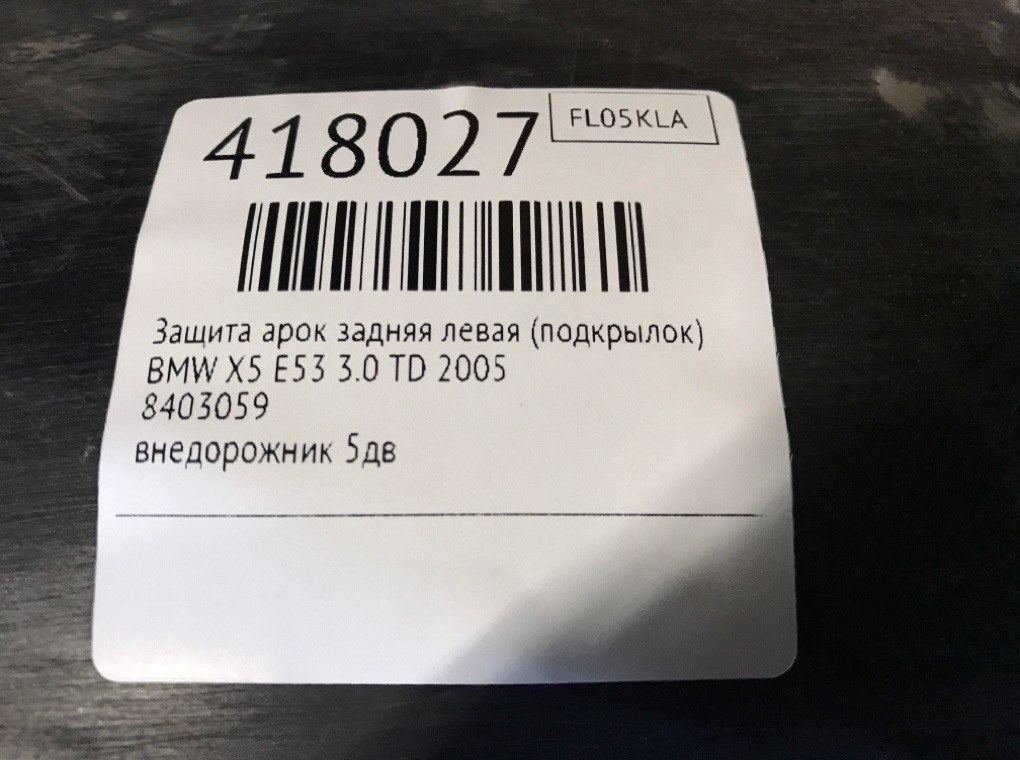 418027
FL05KLA
Защита арок задняя левая (подкрылок)
BMW X5 E53 3.0 TD 2005
8403059
внедорожник 5дв